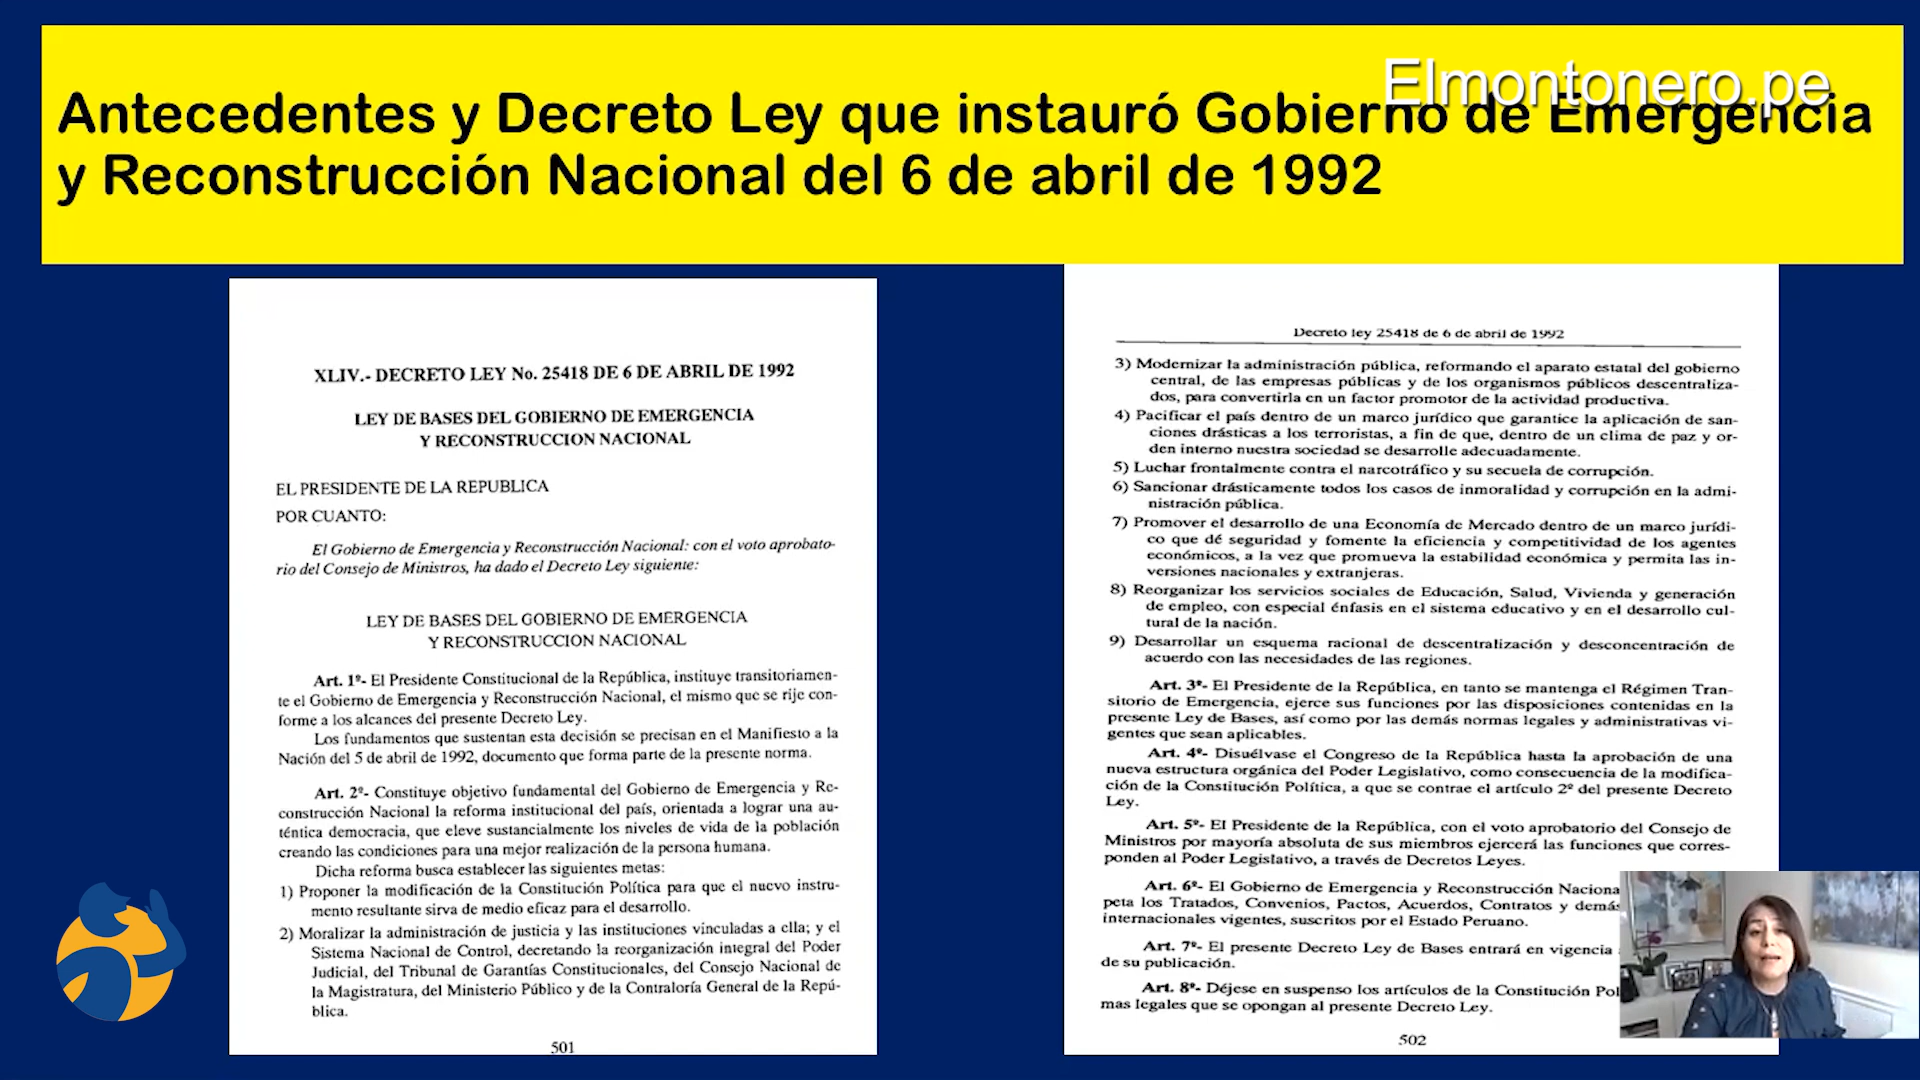 Elmontonero.pe
Antecedentes y Decreto Ley que instauró Gobierno de Emergencia
y Reconstrucción Nacional del 6 de abril de 1992
XLIV.- DECRETO LEY No. 25418 DE 6 DE ABRIL DE 1992
LEY DE BASES DEL GOBIERNO DE EMERGENCIA
Y RECONSTRUCCION NACIONAL
EL PRESIDENTE DE LA REPUBLICA
POR CUANTO:
El Gobierno de Emergencia y Reconstrucción Nacional: con el voto aprobato-
rio del Consejo de Ministros, ha dado el Decreto Ley siguiente:
LEY DE BASES DEL GOBIERNO DE EMERGENCIA
Y RECONSTRUCCION NACIONAL
Art. 1º- El Presidente Constitucional de la República, instituye transitoriamen-
te el Gobierno de Emergencia y Reconstrucción Nacional, el mismo que se rije con-
forme a los alcances del presente Decreto Ley.
Los fundamentos que sustentan esta decisión se precisan en el Manifiesto a la
Nación del 5 de abril de 1992, documento que forma parte de la presente norma.
Art. 2º- Constituye objetivo fundamental del Gobierno de Emergencia y Re-
construcción Nacional la reforma institucional del país, orientada a lograr una au-
téntica democracia, que eleve sustancialmente los niveles de vida de la población
creando las condiciones para una mejor realización de la persona humana.
Dicha reforma busca establecer las siguientes metas:
1) Proponer la modificación de la Constitución Política para que el nuevo instru-
mento resultante sirva de medio eficaz para el desarrollo.
2) Moralizar la administración de justicia y las instituciones vinculadas a ella; y el
Sistema Nacional de Control, decretando la reorganización integral del Poder
Judicial, del Tribunal de Garantías Constitucionales, del Consejo Nacional de
la Magistratura, del Ministerio Público y de la Contraloría General de la Repú-
blica.
501
Decreto ley 25418 de 6 de abril de 1992
3) Modernizar la administración pública, reformando el aparato estatal del gobierno
central, de las empresas públicas y de los organismos públicos descentraliza-
dos, para convertirla en un factor promotor de la actividad productiva.
4) Pacificar el país dentro de un marco jurídico que garantice la aplicación de san-
ciones drásticas a los terroristas, a fin de que, dentro de un clima de paz y or-
den interno nuestra sociedad se desarrolle adecuadamente.
5) Luchar frontalmente contra el narcotráfico y su secuela de corrupción.
6) Sancionar drásticamente todos los casos de inmoralidad y corrupción en la admi-
nistración pública.
7) Promover el desarrollo de una Economía de Mercado dentro de un marco jurídi-
co que dé seguridad y fomente la eficiencia y competitividad de los agentes
económicos, a la vez que promueva la estabilidad económica y permita las in-
versiones nacionales y extranjeras.
8) Reorganizar los servicios sociales de Educación, Salud, Vivienda y generación
de empleo, con especial énfasis en el sistema educativo y en el desarrollo cul-
tural de la nación.
9) Desarrollar un esquema racional de descentralización y desconcentración de
acuerdo con las necesidades de las regiones.
Art. 3º- El Presidente de la República, en tanto se mantenga el Régimen Tran-
sitorio de Emergencia, ejerce sus funciones por las disposiciones contenidas en la
presente Ley de Bases, así como por las demás normas legales y administrativas vi-
gentes que sean aplicables.
Art. 4º- Disuélvase el Congreso de la República hasta la aprobación de una
nueva estructura orgánica del Poder Legislativo, como consecuencia de la modifica-
ción de la Constitución Política, a que se contrae el artículo 2º del presente Decreto
Ley.
Art. 5º- El Presidente de la República, con el voto aprobatorio del Consejo de
Ministros por mayoría absoluta de sus miembros ejercerá las funciones que corres-
ponden al Poder Legislativo, a través de Decretos Leyes.
Art. 6º- El Gobierno de Emergencia y Reconstrucción Naciona
peta los Tratados, Convenios, Pactos, Acuerdos, Contratos y demás
internacionales vigentes, suscritos por el Estado Peruano.
Art. 7º- El presente Decreto Ley de Bases entrará en vigencia
de su publicación.
Art. 8º- Déjese en suspenso los artículos de la Constitución Pol
mas legales que se opongan al presente Decreto Ley.
502